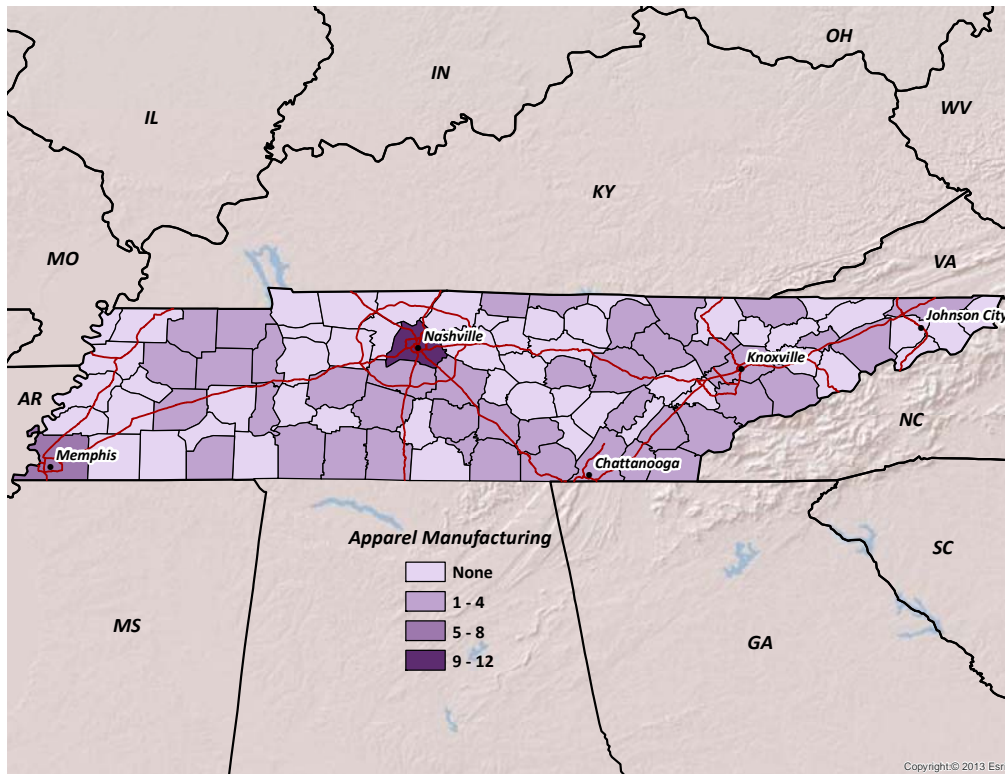 OH
IN
WV
IL
KY
MO
VA
Johnson City
Nashville
Knoxville
AR
NC
Memphis
Chattanooga
Apparel Manufacturing
None
1 - 4
5 - 8
9 - 12
SC
MS
GA
Copyright:© 2013 Esri